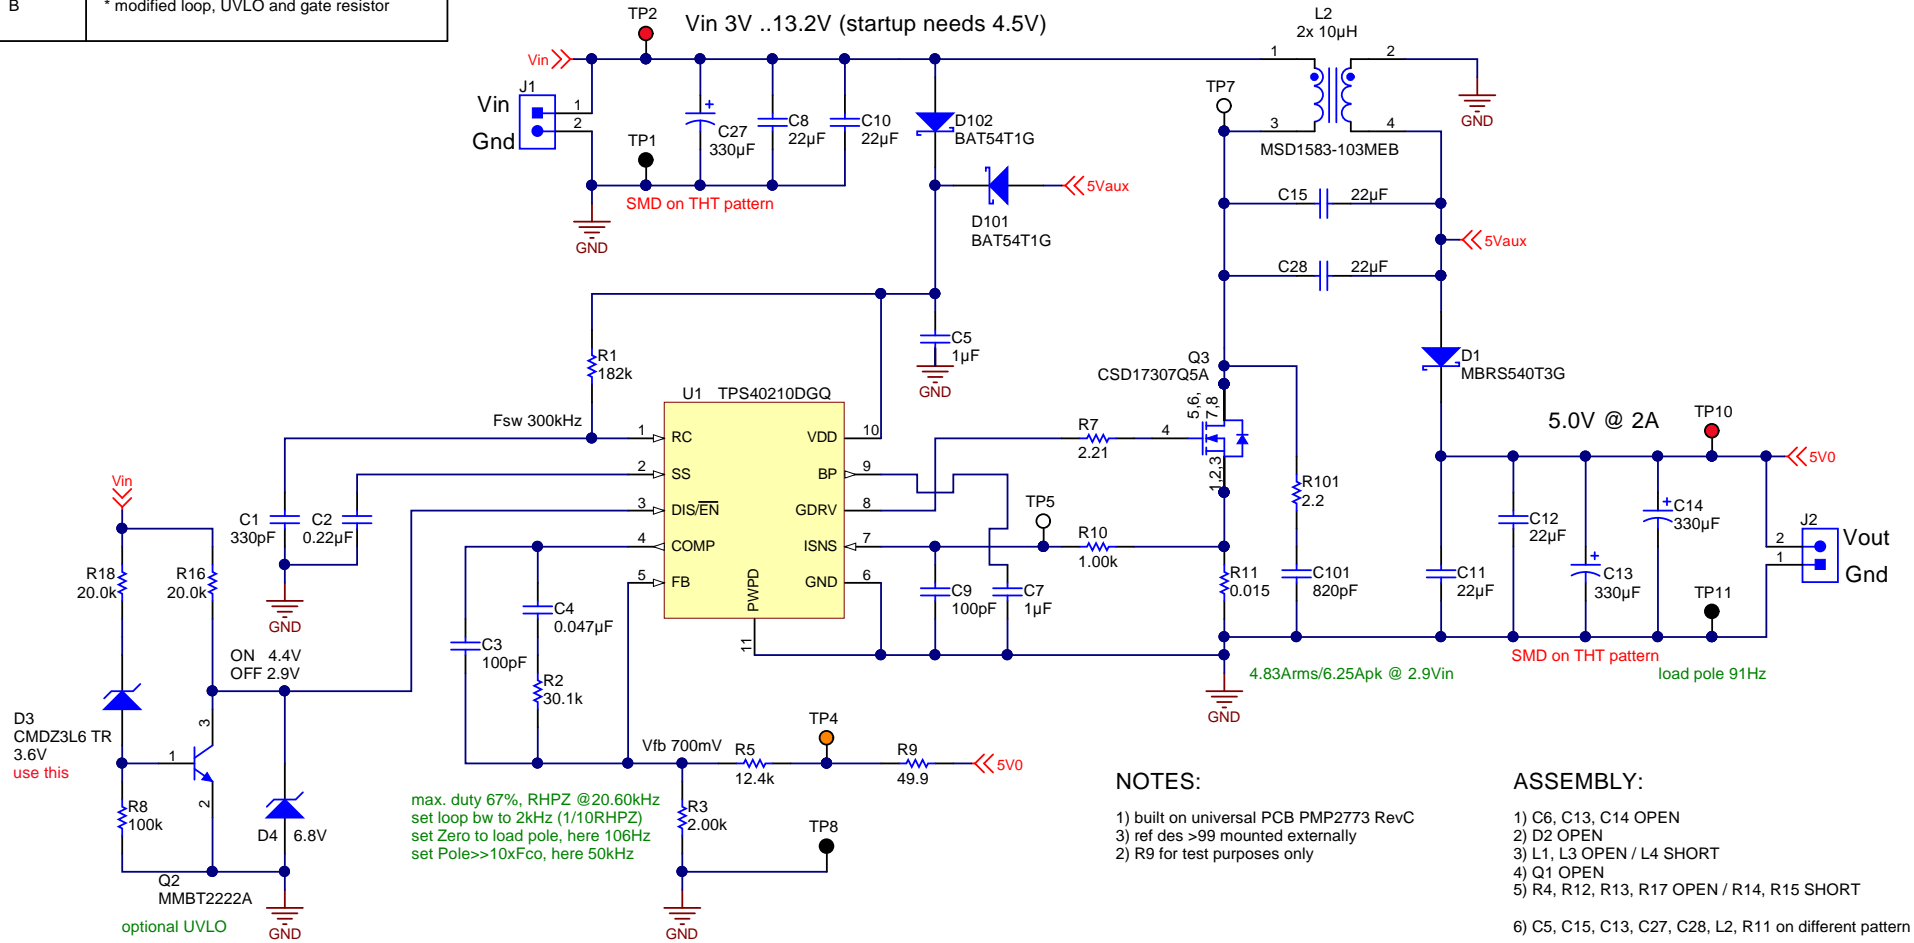 B
* modified loop, UVLO and gate resistor
TP2
Vin 3V ..13.2V (startup needs 4.5V)
L2
2x 10µH
Vin
1
2
J1
Vin
1
2
Gnd
TP1
C27
330µF
C8
22µF
C10
22µF
D102
BAT54T1G
TP7
3
4
MSD1583-103MEB
GND
SMD on THT pattern
GND
5Vaux
D101
BAT54T1G
C15
22µF
5Vaux
C28
22µF
C5
1µF
GND
R1
182k
Q3
CSD17307Q5A
D1
MBRS540T3G
U1
TPS40210DGQ
Fsw 300kHz
1
RC
2
SS
3
DIS/EN
4
COMP
5
FB
VDD
10
BP
9
GDRV
8
ISNS
7
GND
6
PWPD
11
R7
2.21
4
5,6,
7,8
1,2,3
R101
2.2
5.0V @ 2A
TP10
5V0
Vin
C1
330pF
C2
0.22µF
GND
R18
20.0k
R16
20.0k
TP5
R10
1.00k
C9
100pF
C7
1µF
R11
0.015
C101
820pF
C11
22µF
C12
22µF
C13
330µF
C14
330µF
J2
2
1
Vout
Gnd
TP11
SMD on THT pattern
C4
0.047µF
C3
100pF
R2
30.1k
ON 4.4V
OFF 2.9V
4.83Arms/6.25Apk @ 2.9Vin
load pole 91Hz
GND
D3
CMDZ3L6 TR
3.6V
use this
3
1
2
R8
100k
D4
6.8V
Q2
MMBT2222A
optional UVLO
GND
Vfb 700mV
R5
12.4k
TP4
R9
49.9
5V0
max. duty 67%, RHPZ @20.60kHz
set loop bw to 2kHz (1/10RHPZ)
set Zero to load pole, here 106Hz
set Pole>>10xFco, here 50kHz
R3
2.00k
TP8
GND
NOTES:
1) built on universal PCB PMP2773 RevC
3) ref des >99 mounted externally
2) R9 for test purposes only
ASSEMBLY:
1) C6, C13, C14 OPEN
2) D2 OPEN
3) L1, L3 OPEN / L4 SHORT
4) Q1 OPEN
5) R4, R12, R13, R17 OPEN / R14, R15 SHORT
6) C5, C15, C13, C27, C28, L2, R11 on different pattern